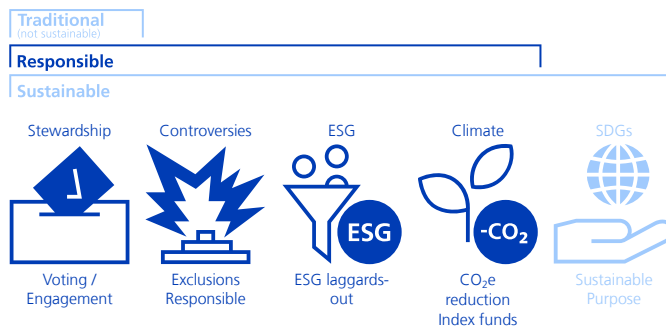 Traditional
(not sustainable)
Responsible
Sustainable
Stewardship
Controversies
ESG
Climate
SDGs
ESG
-CO₂
Voting /
Engagement
Exclusions
Responsible
ESG laggards-
out
CO₂e
reduction
Index funds
Sustainable
Purpose